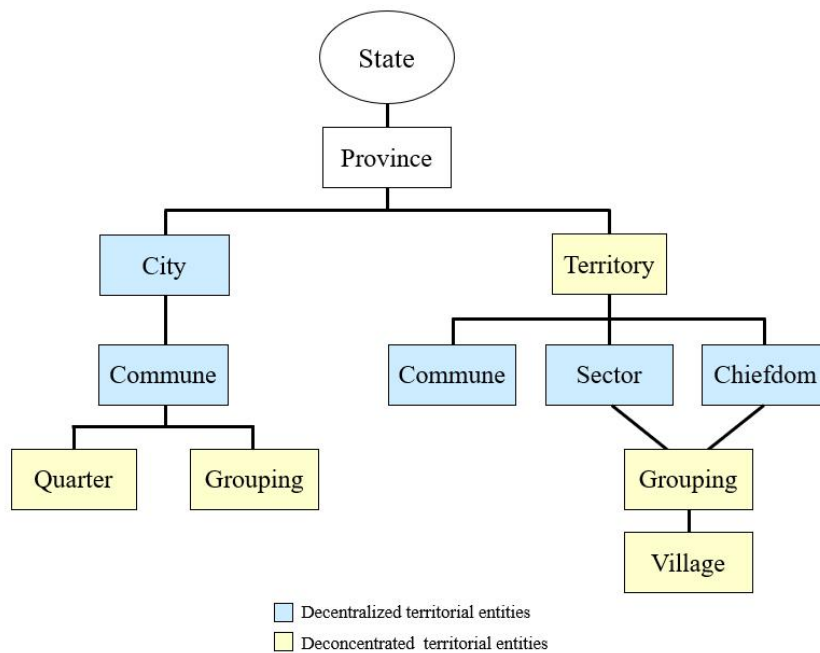 State
Province
City
Territory
Commune
Commune
Sector
Chiefdom
Quarter
Grouping
Grouping
Village
Decentralized territorial entities
Deconcentrated territorial entities